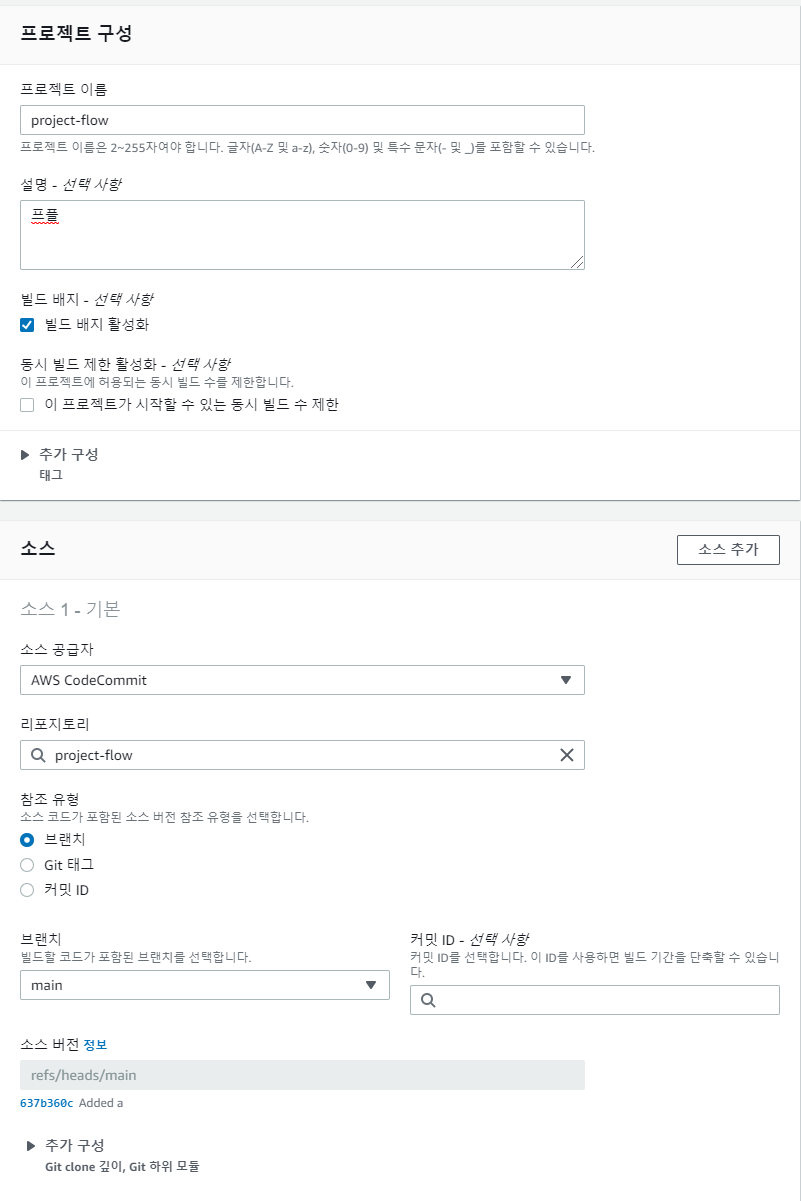 프로젝트 구성
프로젝트 이름
project-flow
프로젝트 이름은 2~255자여야 합니다. 글자(A-Z 및 a-z), 숫자(0-9) 및 특수 문자(- 및 _)를 포함할 수 있습니다.
설명 - 선택 사항
프플
빌드 배지 - 선택 사항
빌드 배지 활성화
동시 빌드 제한 활성화 - 선택 사항
이 프로젝트에 허용되는 동시 빌드 수를 제한합니다.
이 프로젝트가 시작할 수 있는 동시 빌드 수 제한
추가 구성
태그
소스
소스 추가
소스 1 - 기본
소스 공급자
AWS CodeCommit
리포지토리
project-flow
참조 유형
소스 코드가 포함된 소스 버전 참조 유형을 선택합니다.
브랜치
Git 태그
커밋 ID
브랜치
빌드할 코드가 포함된 브랜치를 선택합니다.
main
커밋 ID - 선택 사항
커밋 ID를 선택합니다. 이 ID를 사용하면 빌드 기간을 단축할 수 있습니
다.
소스 버전 정보
refs/heads/main
637b360c Added a
추가 구성
Git clone 깊이, Git 하위 모듈